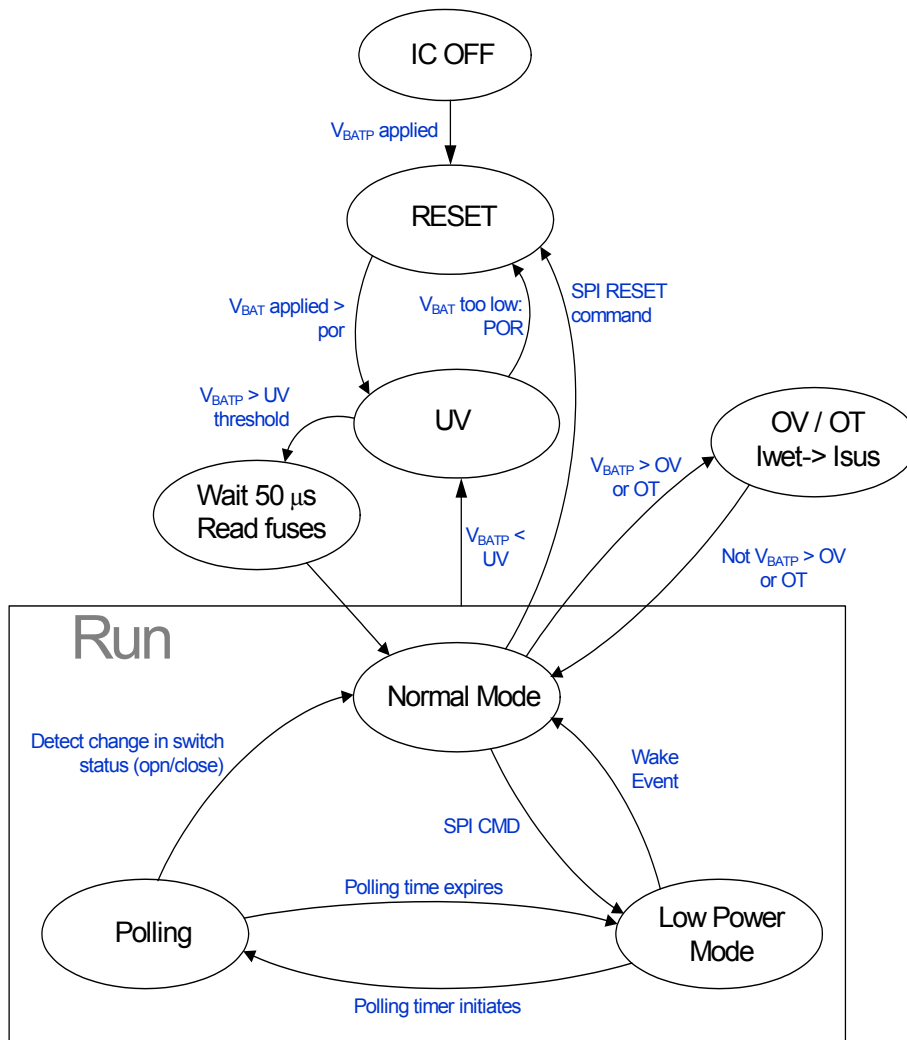 IC OFF
VBATP applied
RESET
VBAT applied >
por
VBAT too low:
POR
SPI RESET
command
VBATP > UV
threshold
UV
OV / OT
Iwet-> Isus
VBATP > OV
or OT
Wait 50 μs
Read fuses
VBATP <
UV
Not VBATP > OV
or OT
Run
Normal Mode
Detect change in switch
status (opn/close)
Wake
Event
SPI CMD
Polling time expires
Polling
Low Power
Mode
Polling timer initiates